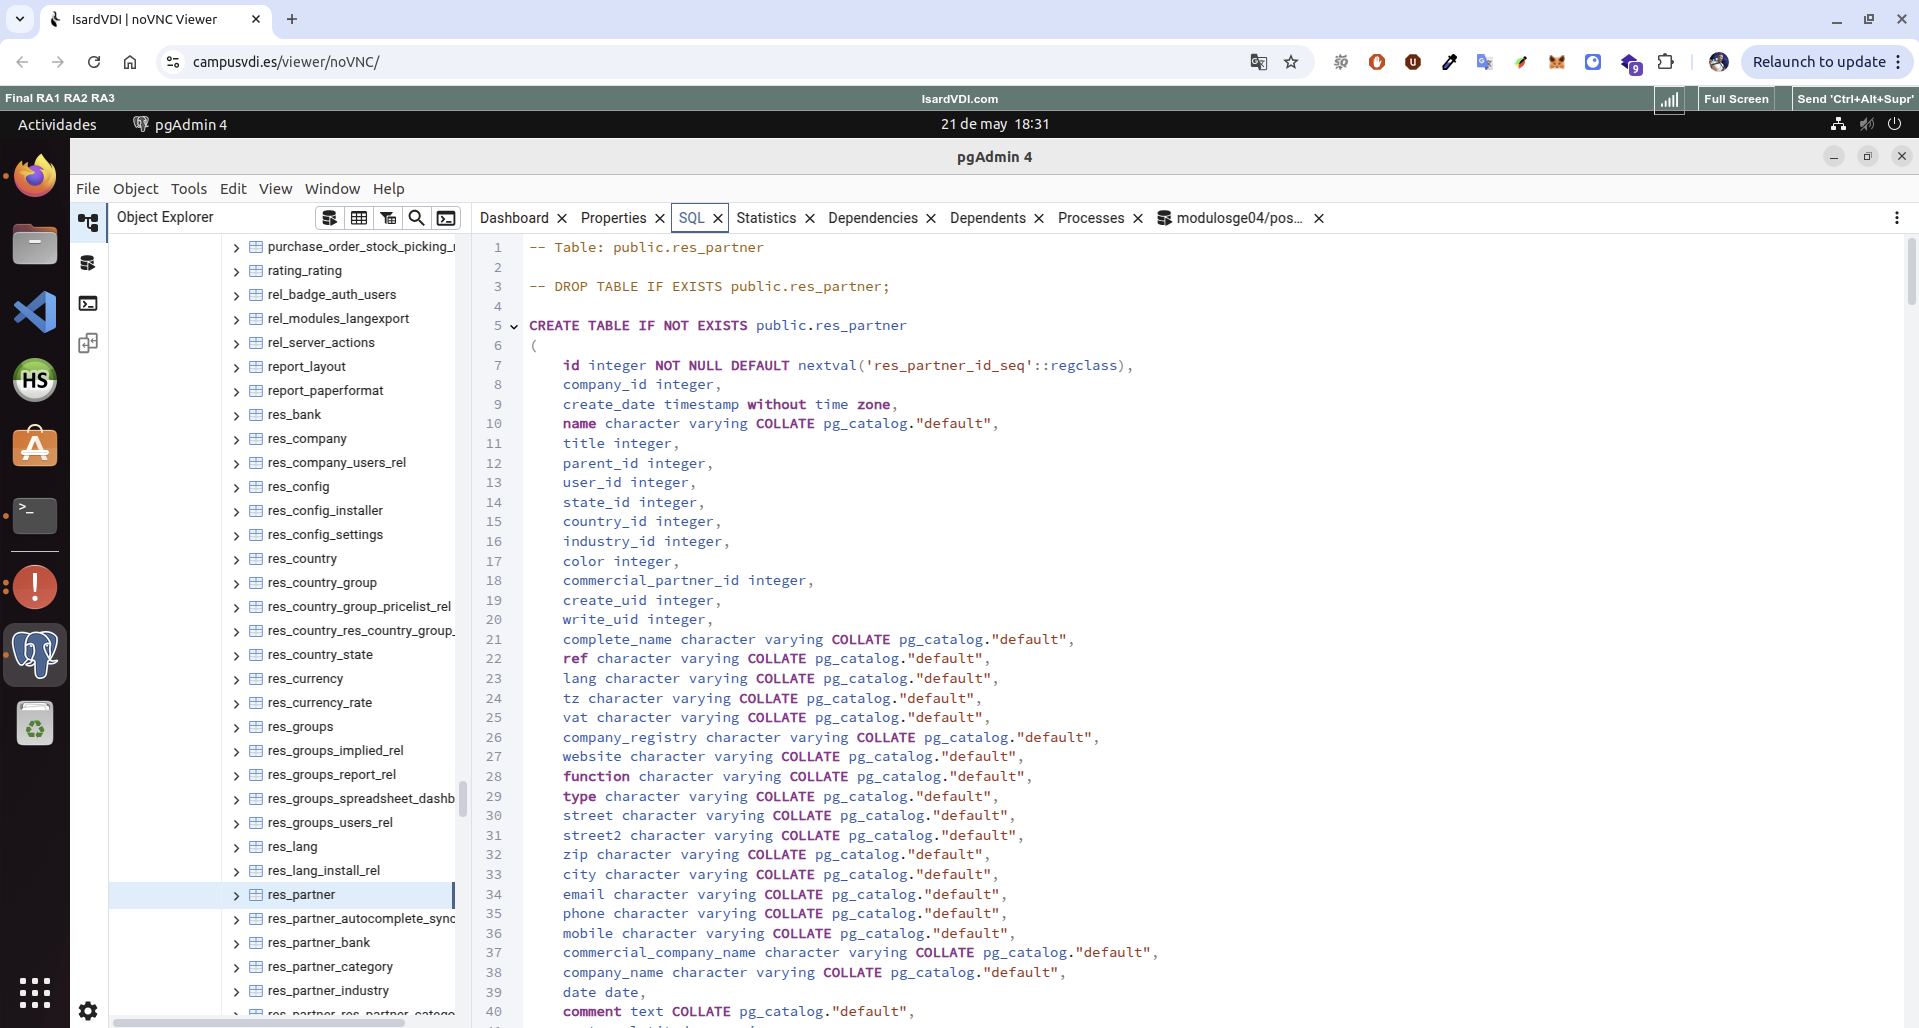 IsardVDI | noVNC Viewer
campusvdi.es/viewer/noVNC/
9
Relaunch to update
Final RA1 RA2 RA3
IsardVDI.com
Full Screen
Send 'Ctrl+Alt+Supr'
Actividades
pgAdmin 4
21 de may 18:31
pgAdmin 4
File Object Tools Edit View Window Help
Object Explorer
Dashboard Properties SQL Statistics Dependencies Dependents Processes modulosge04/pos...
purchase_order_stock_picking_
rating_rating
rel_badge_auth_users
rel_modules_langexport
rel_server_actions
report_layout
report_paperformat
res_bank
res_company
res_company_users_rel
res_config
res_config_installer
res_config_settings
res_country
res_country_group
res_country_group_pricelist_rel
res_country_res_country_group_
res_country_state
res_currency
res_currency_rate
res_groups
res_groups_implied_rel
res_groups_report_rel
res_groups_spreadsheet_dashb
res_groups_users_rel
res_lang
res_lang_install_rel
res_partner
res_partner_autocomplete_sync
res_partner_bank
res_partner_category
res_partner_industry
1 -- Table: public.res_partner
2
3 -- DROP TABLE IF EXISTS public.res_partner;
4
5 CREATE TABLE IF NOT EXISTS public.res_partner
6 (
7 id integer NOT NULL DEFAULT nextval('res_partner_id_seq'::regclass),
8 company_id integer,
9 create_date timestamp without time zone,
10 name character varying COLLATE pg_catalog."default",
11 title integer,
12 parent_id integer,
13 user_id integer,
14 state_id integer,
15 country_id integer,
16 industry_id integer,
17 color integer,
18 commercial_partner_id integer,
19 create_uid integer,
20 write_uid integer,
21 complete_name character varying COLLATE pg_catalog."default",
22 ref character varying COLLATE pg_catalog."default",
23 lang character varying COLLATE pg_catalog."default",
24 tz character varying COLLATE pg_catalog."default",
25 vat character varying COLLATE pg_catalog."default",
26 company_registry character varying COLLATE pg_catalog."default",
27 website character varying COLLATE pg_catalog."default",
28 function character varying COLLATE pg_catalog."default",
29 type character varying COLLATE pg_catalog."default",
30 street character varying COLLATE pg_catalog."default",
31 street2 character varying COLLATE pg_catalog."default",
32 zip character varying COLLATE pg_catalog."default",
33 city character varying COLLATE pg_catalog."default",
34 email character varying COLLATE pg_catalog."default",
35 phone character varying COLLATE pg_catalog."default",
36 mobile character varying COLLATE pg_catalog."default",
37 commercial_company_name character varying COLLATE pg_catalog."default",
38 company_name character varying COLLATE pg_catalog."default",
39 date date,
40 comment text COLLATE pg_catalog."default",
HS